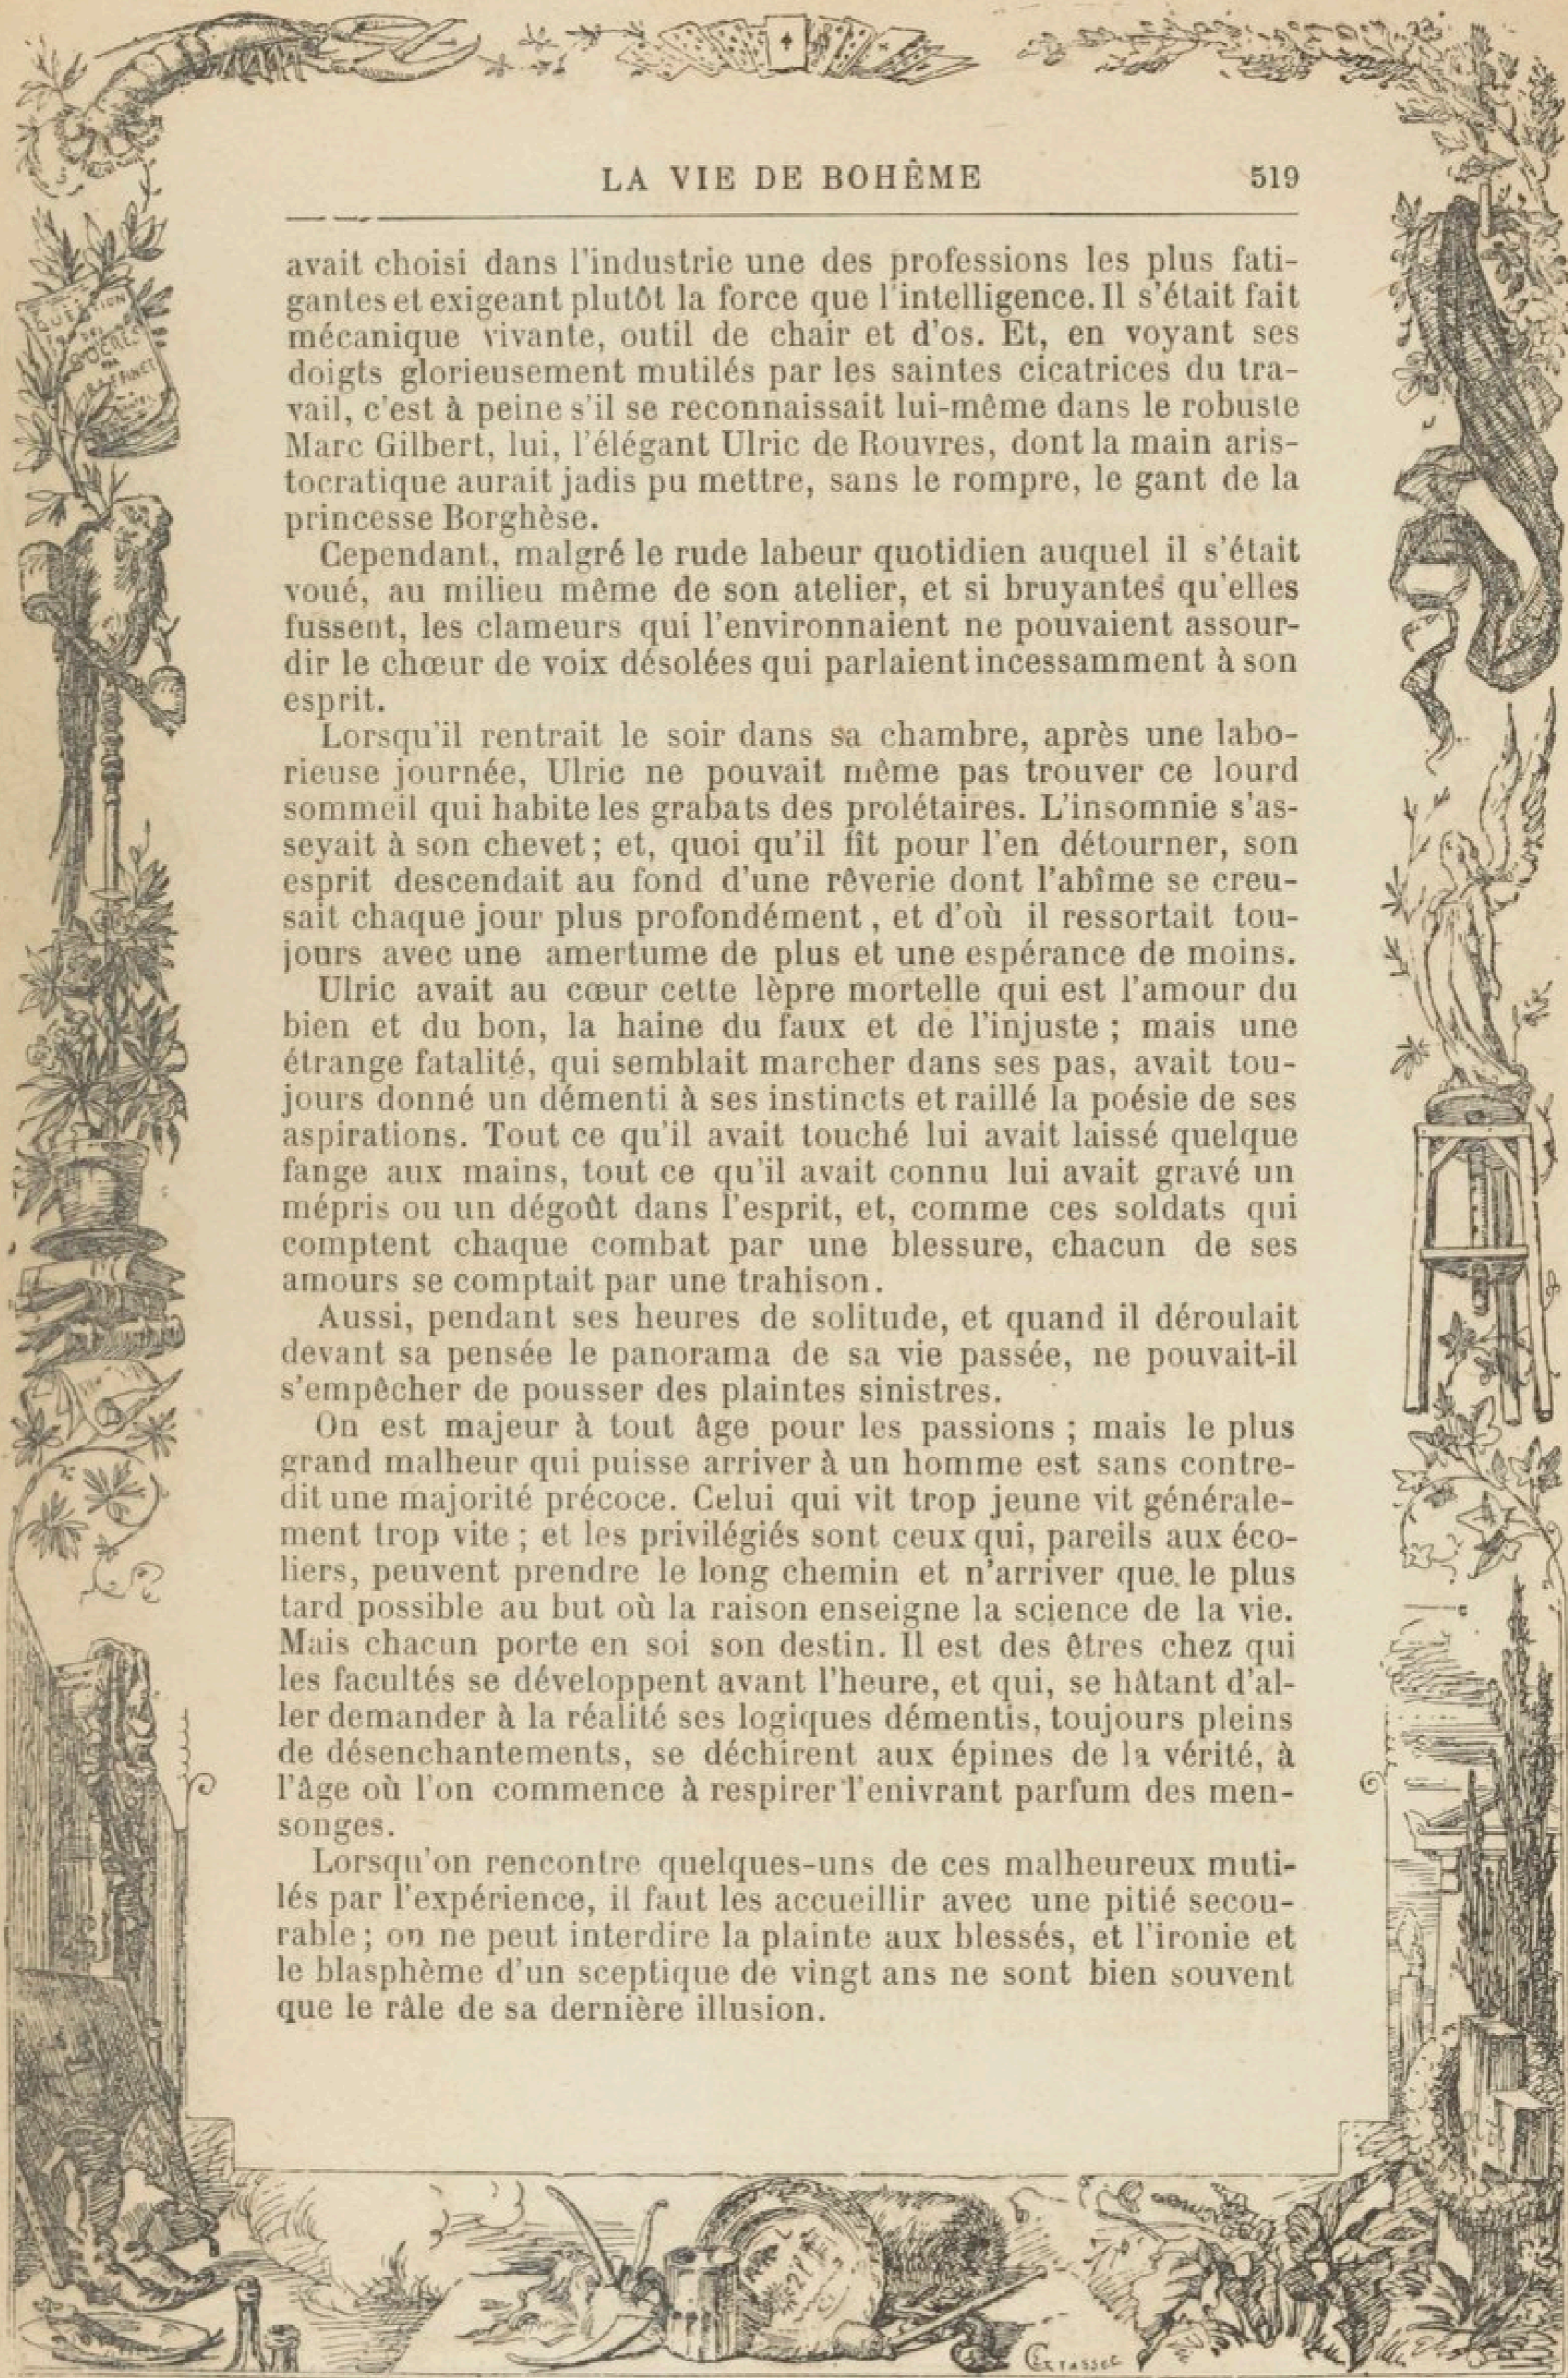 LA VIE DE BOHÊME 519
avait choisi dans l'industrie une des professions les plus fati-
gantes et exigeant plutôt la force que l'intelligence. Il s'était fait
mécanique vivante, outil de chair et d'os. Et, en voyant ses
doigts glorieusement mutilés par les saintes cicatrices du tra-
vail, c'est à peine s'il se reconnaissait lui-même dans le robuste
Marc Gilbert, lui, l'élégant Ulric de Rouvres, dont la main aris-
tocratique aurait jadis pu mettre, sans le rompre, le gant de la
princesse Borghèse.
Cependant, malgré le rude labeur quotidien auquel il s'était
voué, au milieu même de son atelier, et si bruyantes qu'elles
fussent, les clameurs qui l'environnaient ne pouvaient assour-
dir le chœur de voix désolées qui parlaient incessamment à son
esprit.
Lorsqu'il rentrait le soir dans sa chambre, après une labo-
rieuse journée, Ulric ne pouvait même pas trouver ce lourd
sommeil qui habite les grabats des prolétaires. L'insomnie s'as-
seyait à son chevet ; et, quoi qu'il fît pour l'en détourner, son
esprit descendait au fond d'une rêverie dont l'abîme se creu-
sait chaque jour plus profondément, et d'où il ressortait tou-
jours avec une amertume de plus et une espérance de moins.
Ulric avait au cœur cette lèpre mortelle qui est l'amour du
bien et du bon, la haine du faux et de l'injuste ; mais une
étrange fatalité, qui semblait marcher dans ses pas, avait tou-
jours donné un démenti à ses instincts et raillé la poésie de ses
aspirations. Tout ce qu'il avait touché lui avait laissé quelque
fange aux mains, tout ce qu'il avait connu lui avait gravé un
mépris ou un dégoût dans l'esprit, et, comme ces soldats qui
comptent chaque combat par une blessure, chacun de ses
amours se comptait par une trahison.
Aussi, pendant ses heures de solitude, et quand il déroulait
devant sa pensée le panorama de sa vie passée, ne pouvait-il
s'empêcher de pousser des plaintes sinistres.
On est majeur à tout âge pour les passions ; mais le plus
grand malheur qui puisse arriver à un homme est sans contre-
dit une majorité précoce. Celui qui vit trop jeune vit générale-
ment trop vite ; et les privilégiés sont ceux qui, pareils aux éco-
liers, peuvent prendre le long chemin et n'arriver que le plus
tard possible au but où la raison enseigne la science de la vie.
Mais chacun porte en soi son destin. Il est des êtres chez qui
les facultés se développent avant l'heure, et qui, se hâtant d'al-
ler demander à la réalité ses logiques démentis, toujours pleins
de désenchantements, se déchirent aux épines de la vérité, à
l'âge où l'on commence à respirer l'enivrant parfum des men-
songes.
Lorsqu'on rencontre quelques-uns de ces malheureux muti-
lés par l'expérience, il faut les accueillir avec une pitié secou-
rable ; on ne peut interdire la plainte aux blessés, et l'ironie et
le blasphème d'un sceptique de vingt ans ne sont bien souvent
que le râle de sa dernière illusion.
Grasset